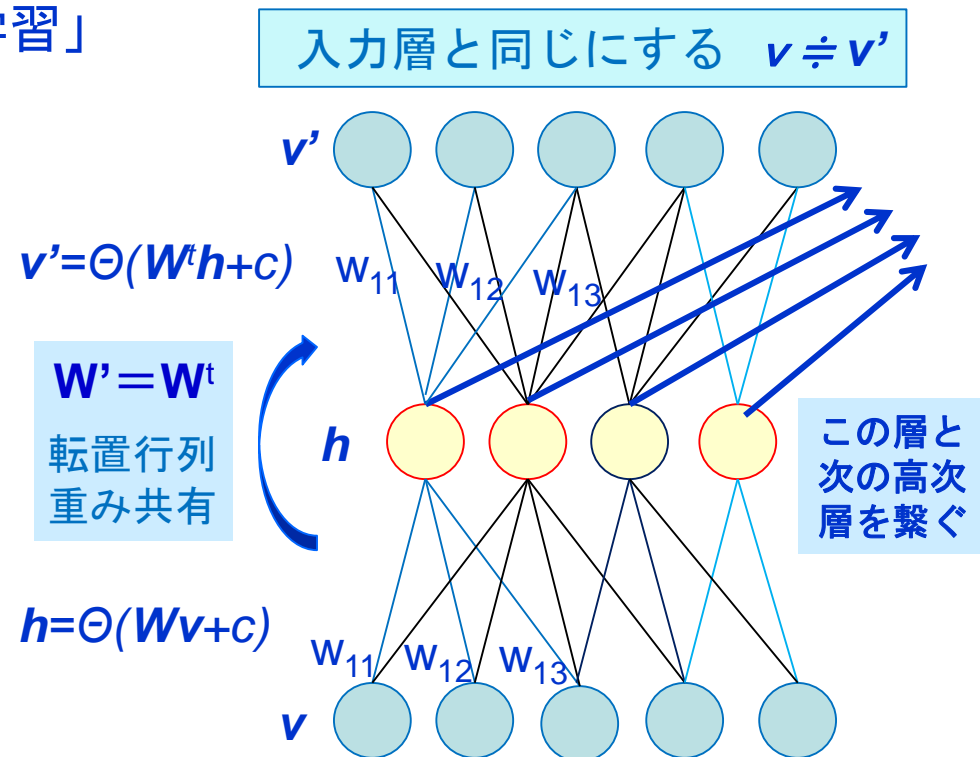 学習」
入力層と同じにする v≒v’
v’
v’=Θ(Wᵗh+c)
w₁₁ w₁₂ w₁₃
W’＝Wᵗ
転置行列
重み共有
h
この層と
次の高次
層を繋ぐ
h=Θ(Wv+c)
w₁₁ w₁₂ w₁₃
v